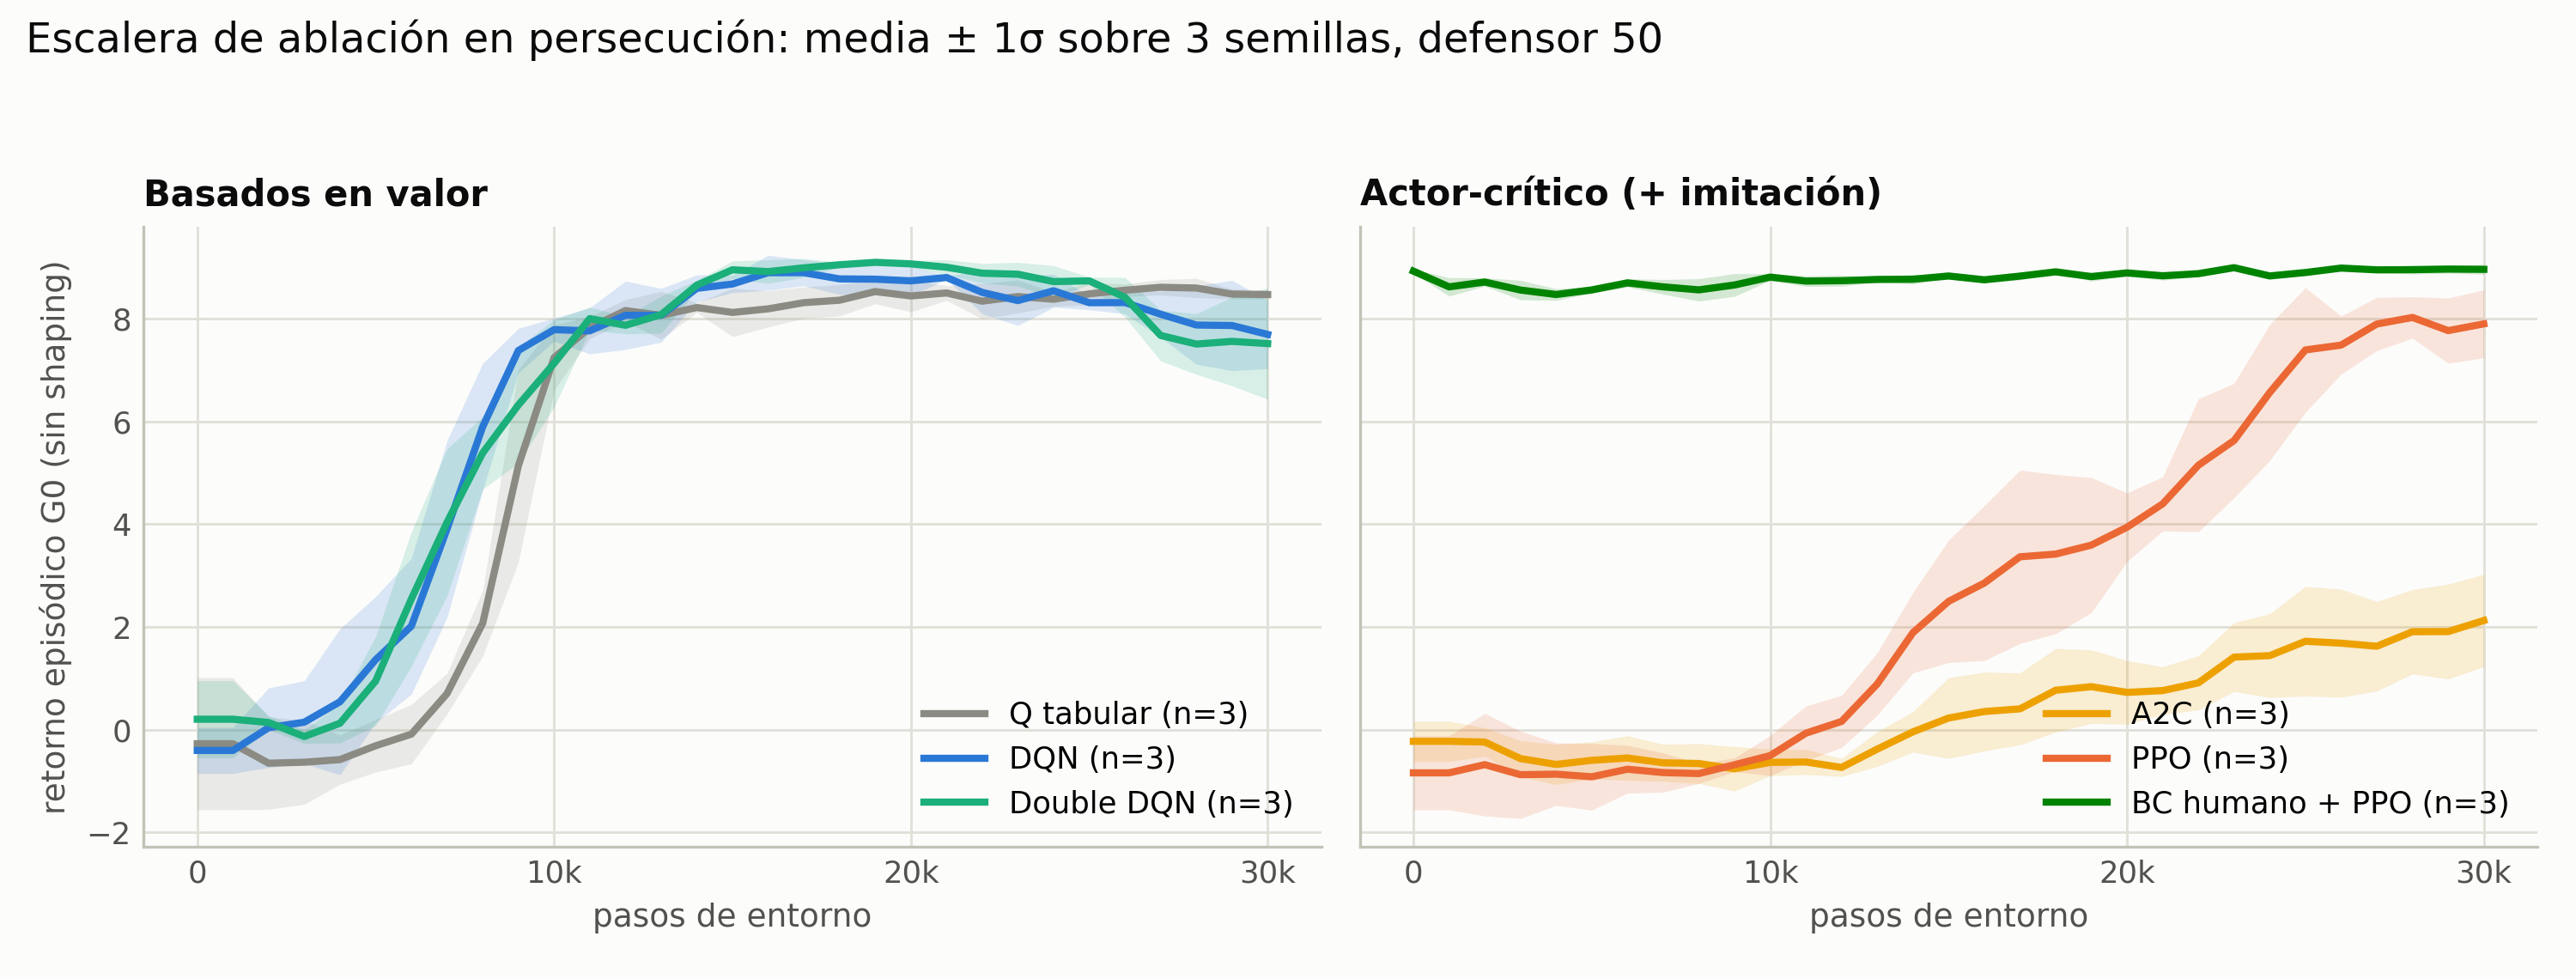 Escalera de ablación en persecución: media ± 1σ sobre 3 semillas, defensor 50
Basados en valor
retorno episódico G0 (sin shaping)
8
6
4
2
0
−2
Q tabular (n=3)
DQN (n=3)
Double DQN (n=3)
0
10k
20k
30k
pasos de entorno
Actor-crítico (+ imitación)
A2C (n=3)
PPO (n=3)
BC humano + PPO (n=3)
0
10k
20k
30k
pasos de entorno